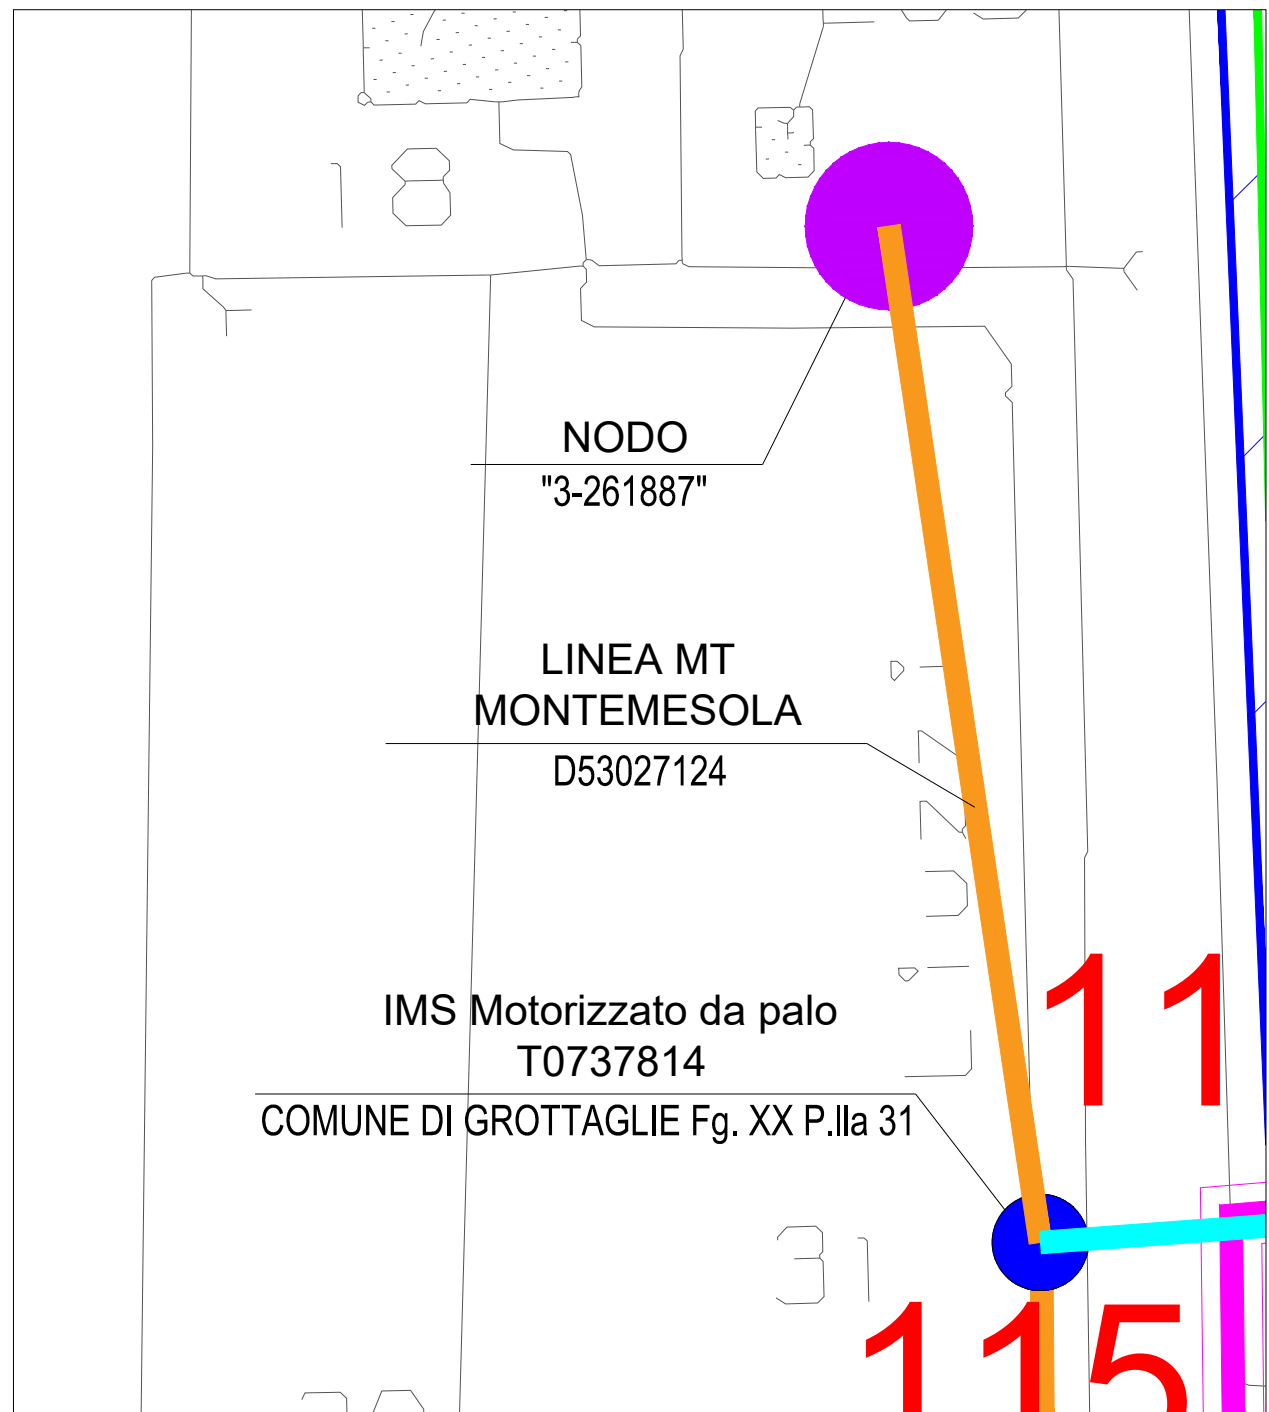 18
NODO
"3-261887"
LINEA MT
MONTEMESOLA
D53027124
11
IMS Motorizzato da palo
T0737814
COMUNE DI GROTTAGLIE Fg. XX P.lla 31
31
115